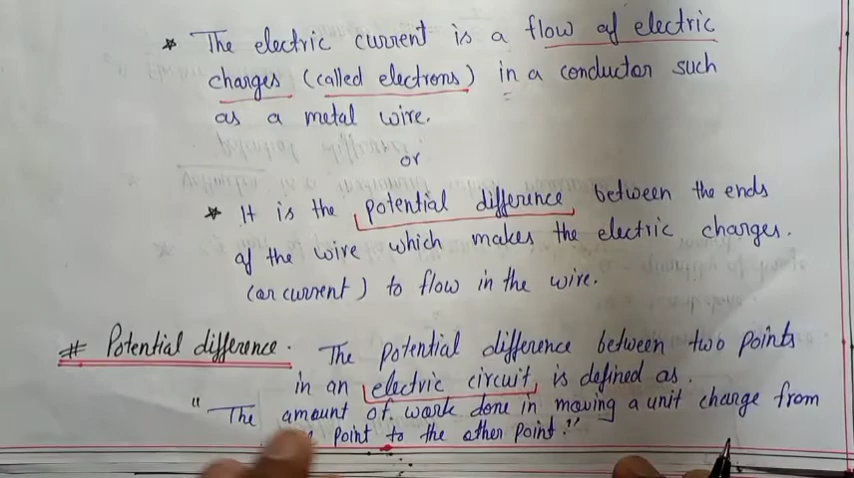 * The electric current is a flow of electric
charges (called electrons) in a conductor such
as a metal wire.
or
* It is the potential difference between the ends
of the wire which makes the electric charges.
(or current) to flow in the wire.
# Potential difference. The potential difference between two points
in an electric circuit, is defined as.
"The amount of work done in moving a unit charge from
point to the other point."